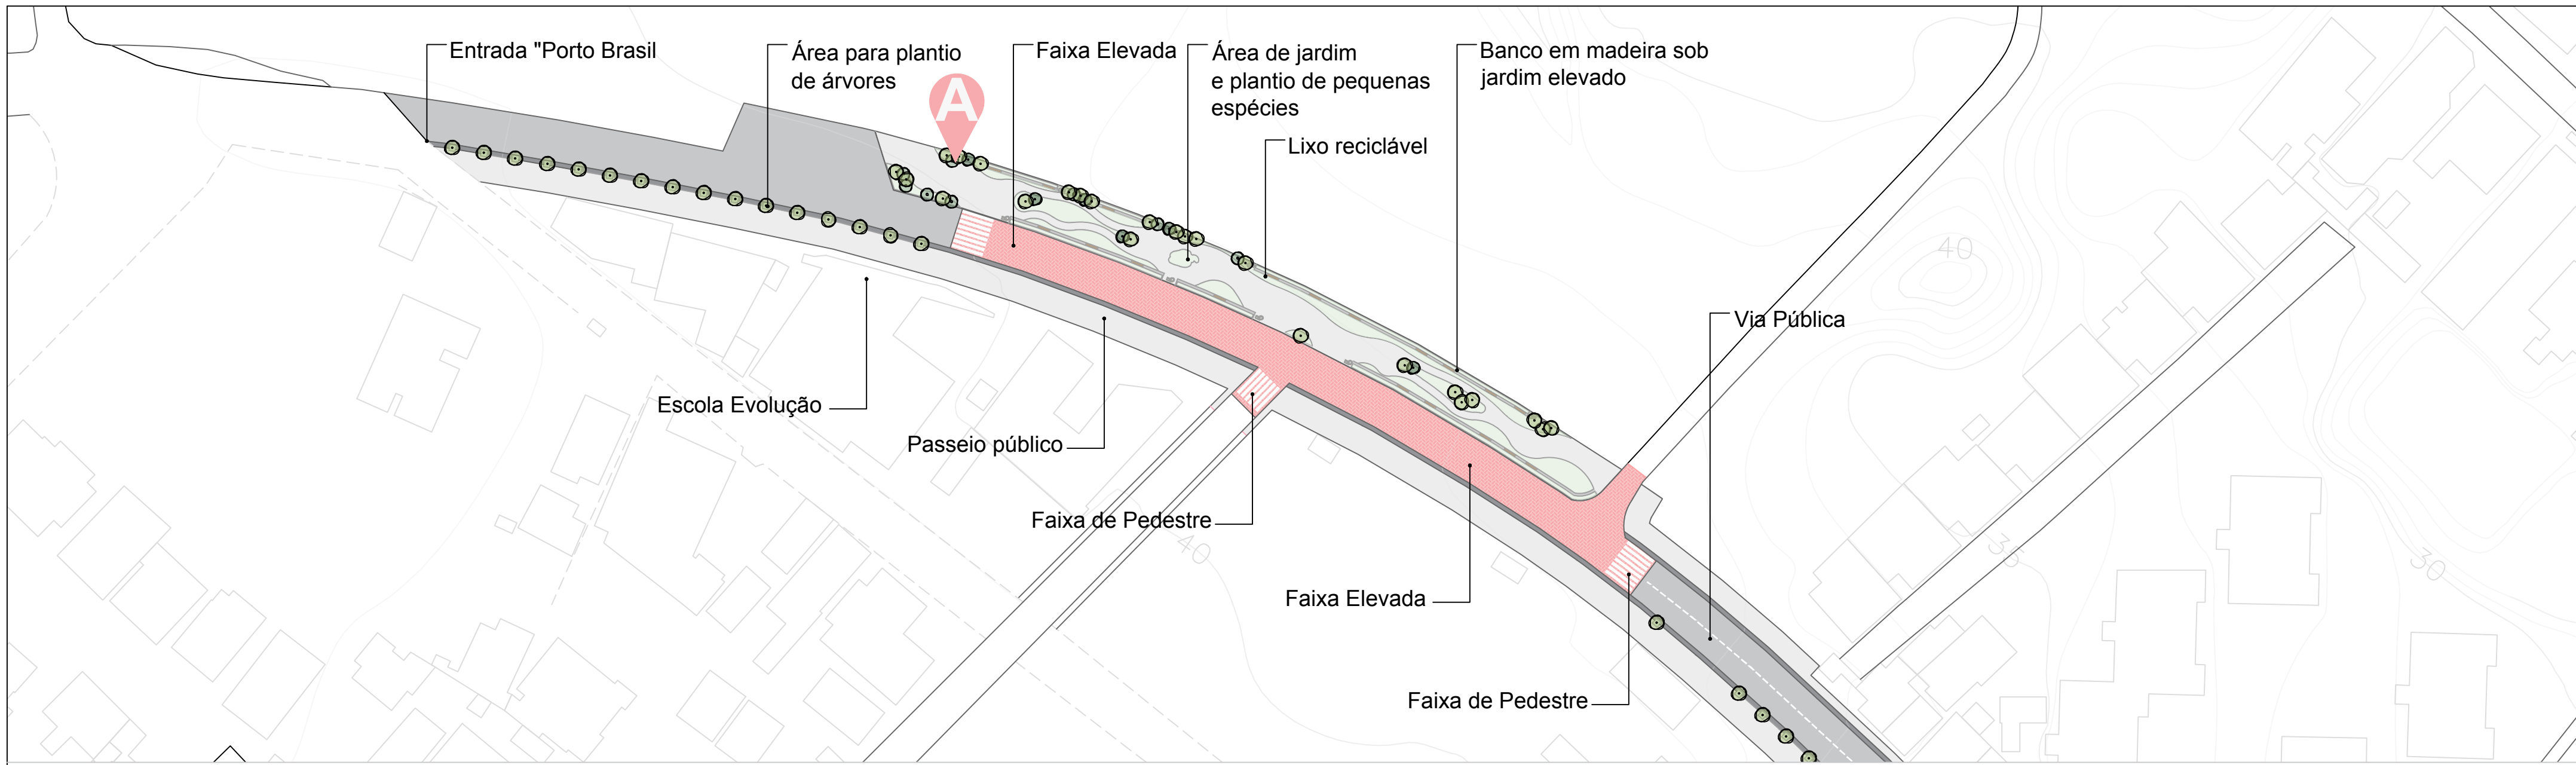 Entrada "Porto Brasil
Área para plantio
de árvores
Faixa Elevada
Área de jardim
e plantio de pequenas
espécies
Banco em madeira sob
jardim elevado
Lixo reciclável
A
40
Via Pública
Escola Evolução
Passeio público
Faixa de Pedestre
40
35
30
Faixa Elevada
Faixa de Pedestre